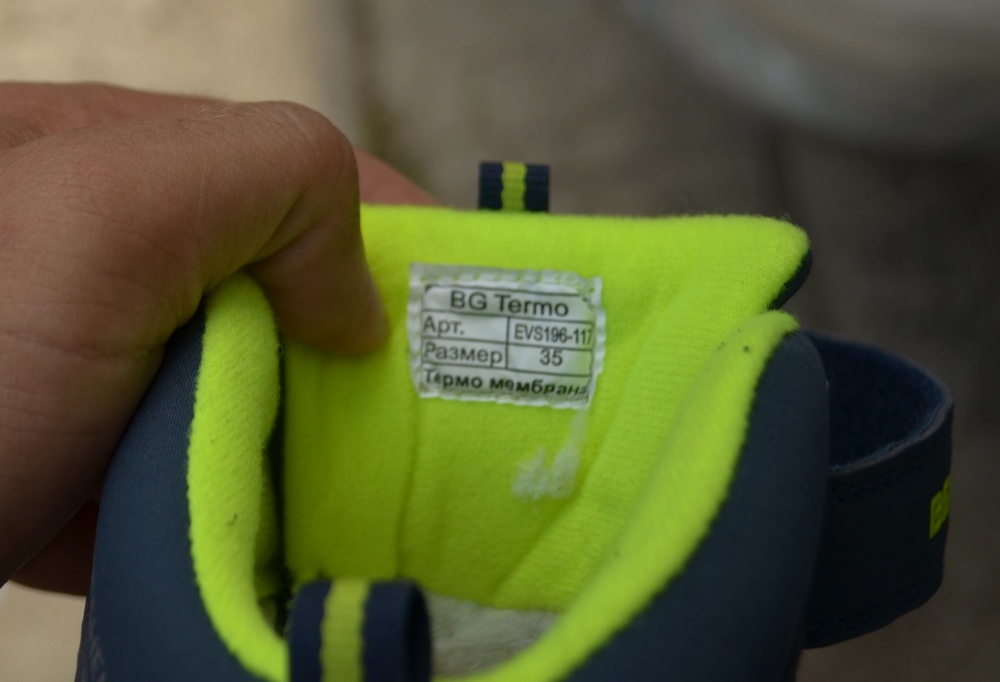 BG Termo
Арт. EVS196-117
Размер 35
Термо мембрана